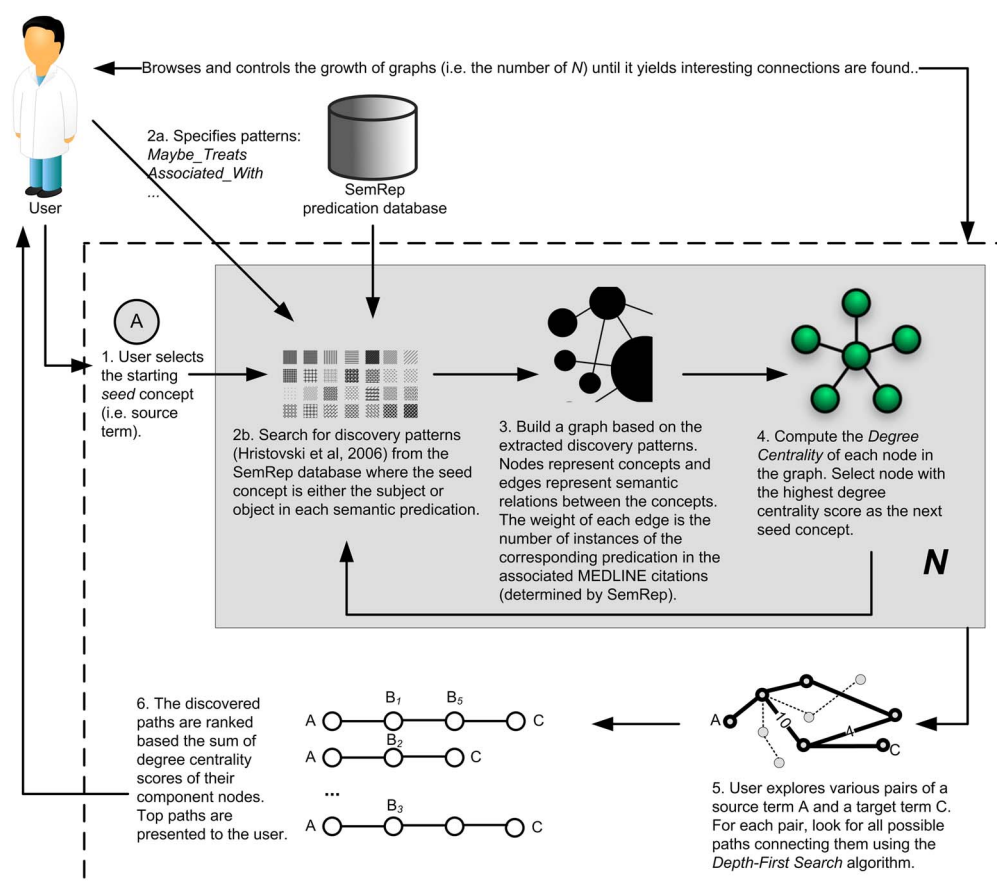 Browses and controls the growth of graphs (i.e. the number of N) until it yields interesting connections are found..
2a. Specifies patterns:
Maybe_Treats
Associated_With
...
SemRep
predication database
User
A
1. User selects
the starting
seed concept
(i.e. source
term).
2b. Search for discovery patterns
(Hristovski et al, 2006) from the
SemRep database where the seed
concept is either the subject or
object in each semantic predication.
3. Build a graph based on the
extracted discovery patterns.
Nodes represent concepts and
edges represent semantic
relations between the concepts.
The weight of each edge is the
number of instances of the
corresponding predication in the
associated MEDLINE citations
(determined by SemRep).
4. Compute the Degree
Centrality of each node in
the graph. Select node with
the highest degree
centrality score as the next
seed concept.
N
A
10
4
C
5. User explores various pairs of a
source term A and a target term C.
For each pair, look for all possible
paths connecting them using the
Depth-First Search algorithm.
B1 B5
A C
B2
A C
...
B3
A C
6. The discovered
paths are ranked
based the sum of
degree centrality
scores of their
component nodes.
Top paths are
presented to the user.